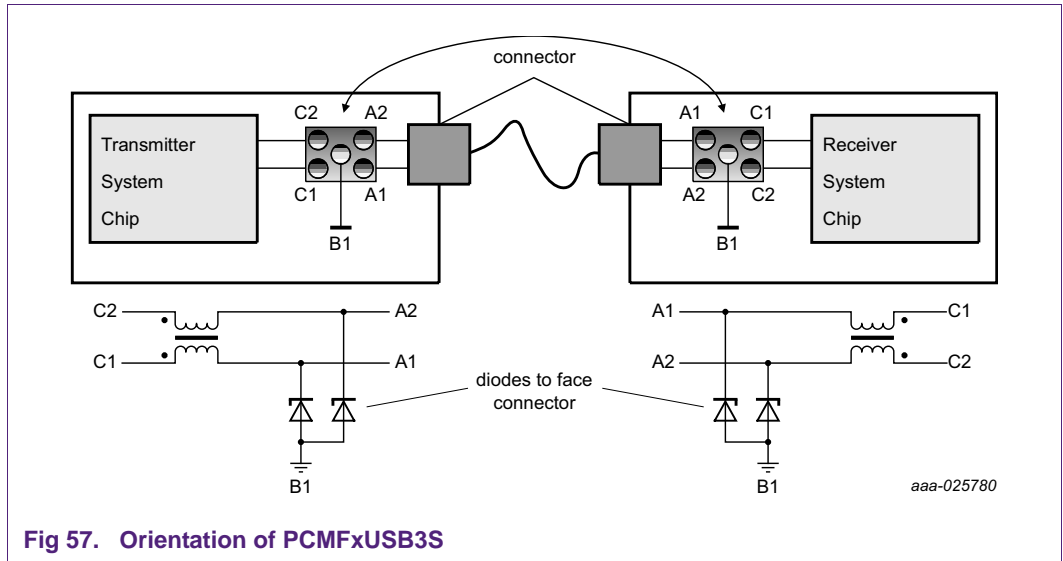 connector
C2 A2
A1 C1
Transmitter
System
Chip
C1 A1
B1
A2 C2
B1
Receiver
System
Chip
C2 A2
C1 A1
A1 C1
A2 C2
diodes to face
connector
B1
B1
aaa-025780
Fig 57. Orientation of PCMFxUSB3S